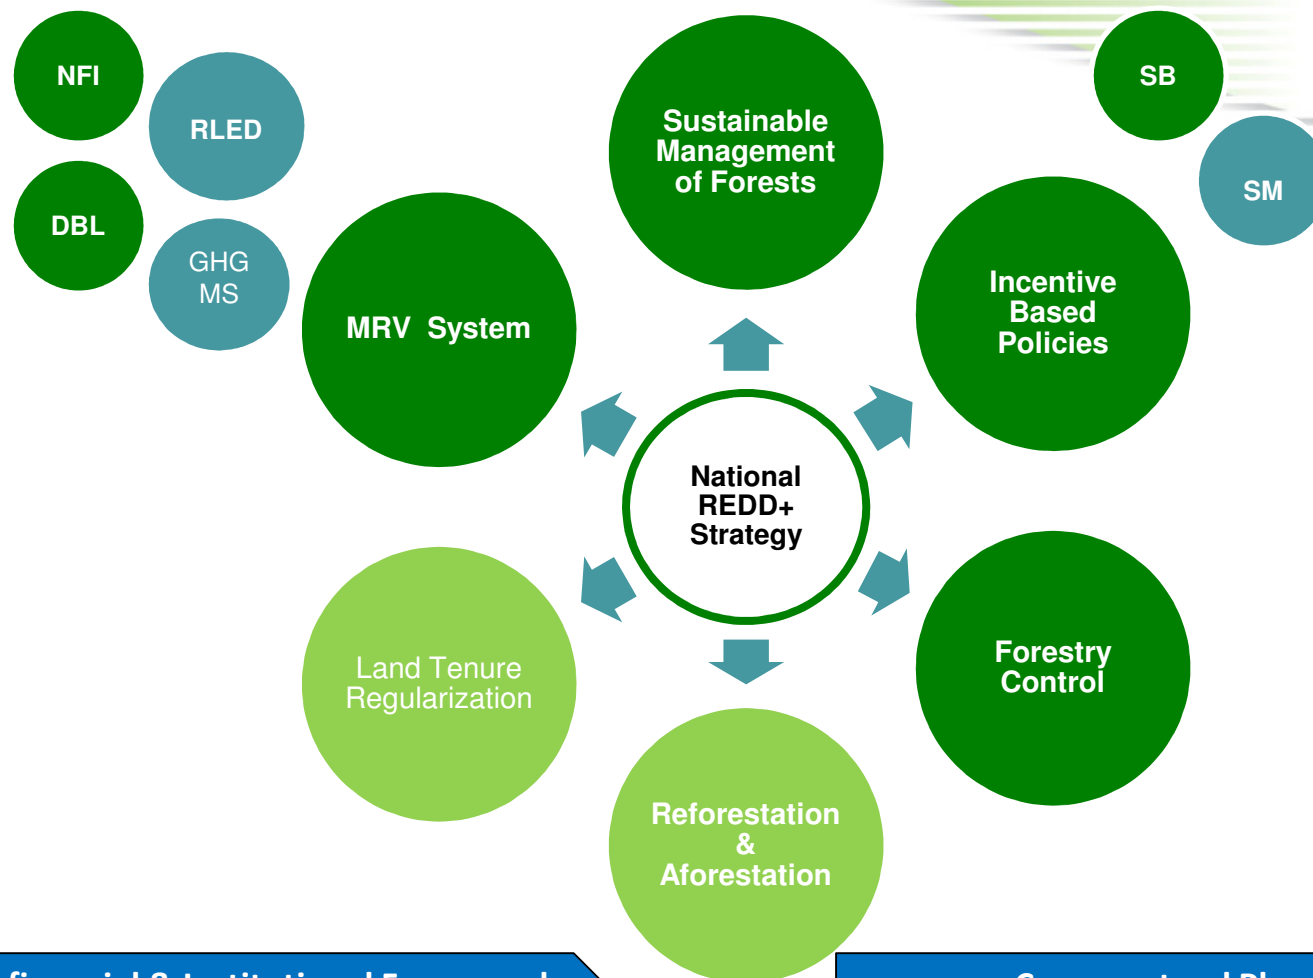 NFI
RLED
DBL
GHG
MS
MRV System
Sustainable
Management
of Forests
SB
SM
Incentive
Based
Policies
National
REDD+
Strategy
Land Tenure
Regularization
Forestry
Control
Reforestation
&
Aforestation
& Institutional